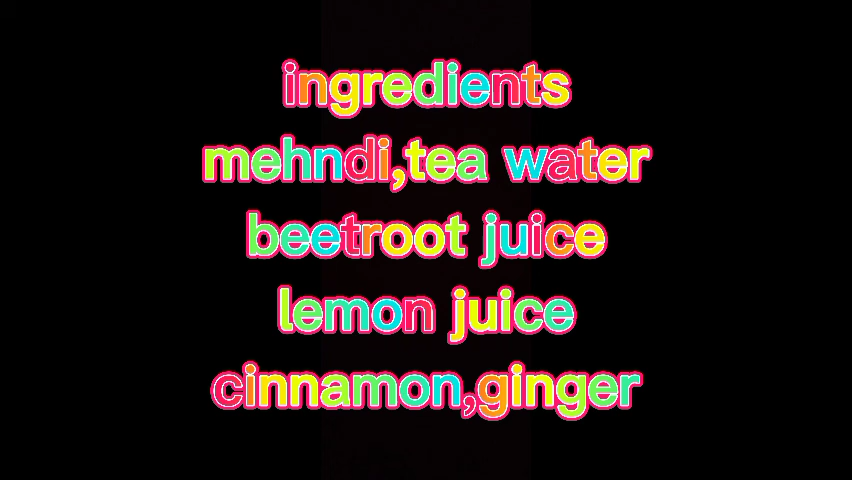 ingredients
mehndi,tea water
beetroot juice
lemon juice
cinnamon,ginger